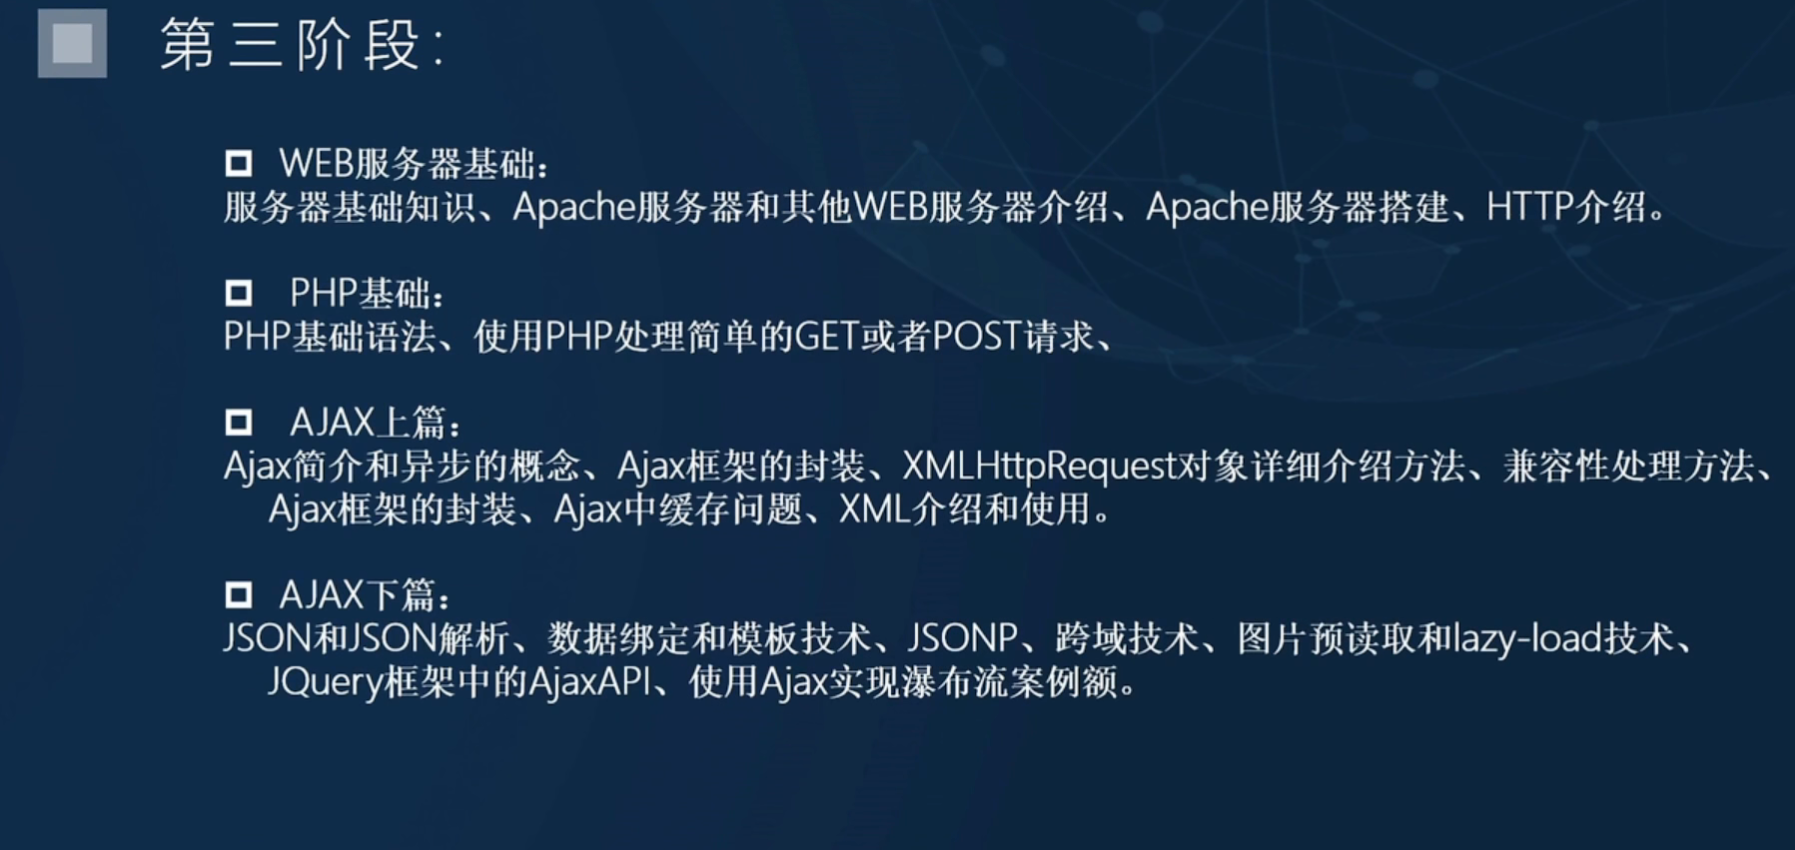 第三阶段:
WEB服务器基础：
服务器基础知识、Apache服务器和其他WEB服务器介绍、Apache服务器搭建、HTTP介绍。
PHP基础：
PHP基础语法、使用PHP处理简单的GET或者POST请求、
AJAX上篇：
Ajax简介和异步的概念、Ajax框架的封装、XMLHttpRequest对象详细介绍方法、兼容性处理方法、
Ajax框架的封装、Ajax中缓存问题、XML介绍和使用。
AJAX下篇：
JSON和JSON解析、数据绑定和模板技术、JSONP、跨域技术、图片预读取和lazy-load技术、
JQuery框架中的AjaxAPI、使用Ajax实现瀑布流案例额。